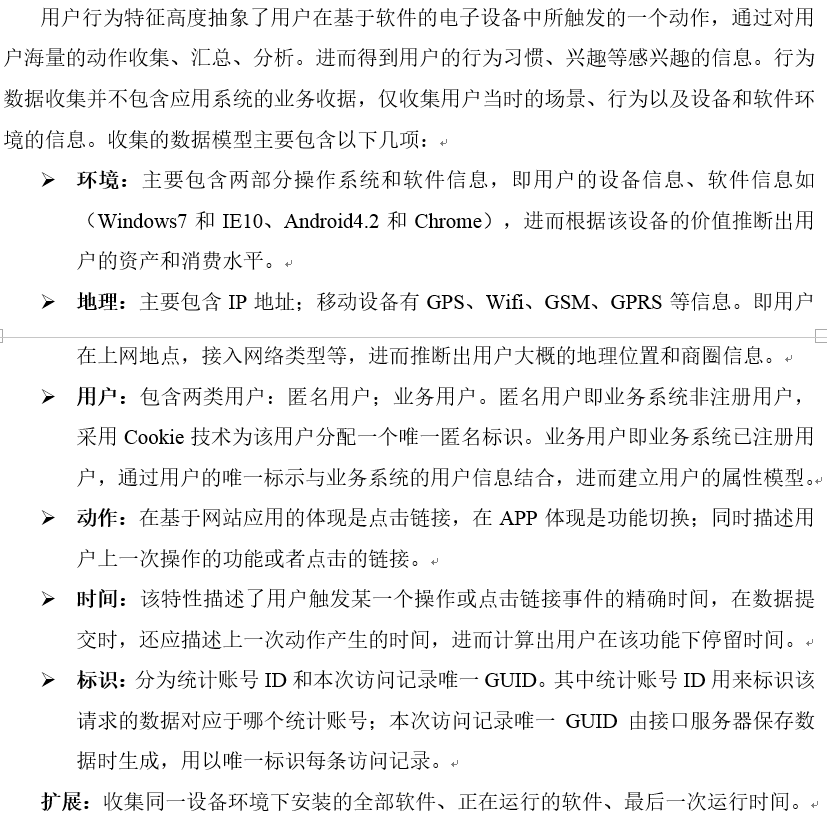 用户行为特征高度抽象了用户在基于软件的电子设备中所触发的一个动作，通过对用
户海量的动作收集、汇总、分析。进而得到用户的行为习惯、兴趣等感兴趣的信息。行为
数据收集并不包含应用系统的业务收据，仅收集用户当时的场景、行为以及设备和软件环
境的信息。收集的数据模型主要包含以下几项：
➢ 环境：主要包含两部分操作系统和软件信息，即用户的设备信息、软件信息如
（Windows7 和 IE10、Android4.2 和 Chrome），进而根据该设备的价值推断出用
户的资产和消费水平。
➢ 地理：主要包含 IP 地址；移动设备有 GPS、Wifi、GSM、GPRS 等信息。即用户
在上网地点，接入网络类型等，进而推断出用户大概的地理位置和商圈信息。
➢ 用户：包含两类用户：匿名用户；业务用户。匿名用户即业务系统非注册用户，
采用 Cookie 技术为该用户分配一个唯一匿名标识。业务用户即业务系统已注册用
户，通过用户的唯一标示与业务系统的用户信息结合，进而建立用户的属性模型。
➢ 动作：在基于网站应用的体现是点击链接，在 APP 体现是功能切换；同时描述用
户上一次操作的功能或者点击的链接。
➢ 时间：该特性描述了用户触发某一个操作或点击链接事件的精确时间，在数据提
交时，还应描述上一次动作产生的时间，进而计算出用户在该功能下停留时间。
➢ 标识：分为统计账号 ID 和本次访问记录唯一 GUID。其中统计账号 ID 用来标识该
请求的数据对应于哪个统计账号；本次访问记录唯一 GUID 由接口服务器保存数
据时生成，用以唯一标识每条访问记录。
扩展：收集同一设备环境下安装的全部软件、正在运行的软件、最后一次运行时间。